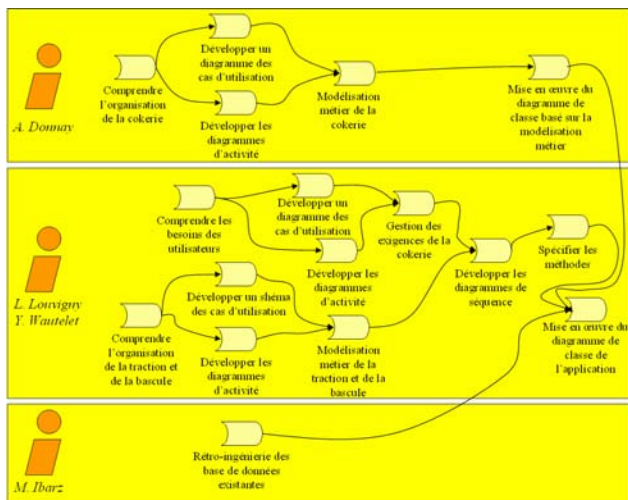 Développer un
diagramme des
cas d'utilisation
Comprendre
l'organisation
de la cokerie
A. Donnay
Développer les
diagrammes
d'activité
Modélisation
métier de la
cokerie
Mise en œuvre du
diagramme de
classe basé sur la
modélisation
métier
Comprendre les
besoins des
utilisateurs
Développer un
diagramme des
cas d'utilisation
Développer les
diagrammes
d'activité
Gestion des
exigences de la
cokerie
Développer les
diagrammes de
séquence
Spécifier les
méthodes
L. Louvigny
Y. Wautelet
Comprendre
l'organisation
de la traction et
de la bascule
Développer un shéma
des cas d'utilisation
Développer les
diagrammes
d'activité
Modélisation
métier de la
traction et de la
bascule
Mise en œuvre du
diagramme de
classe de
l'application
M. Ibarz
Rétro-ingénierie des
base de données
existantes